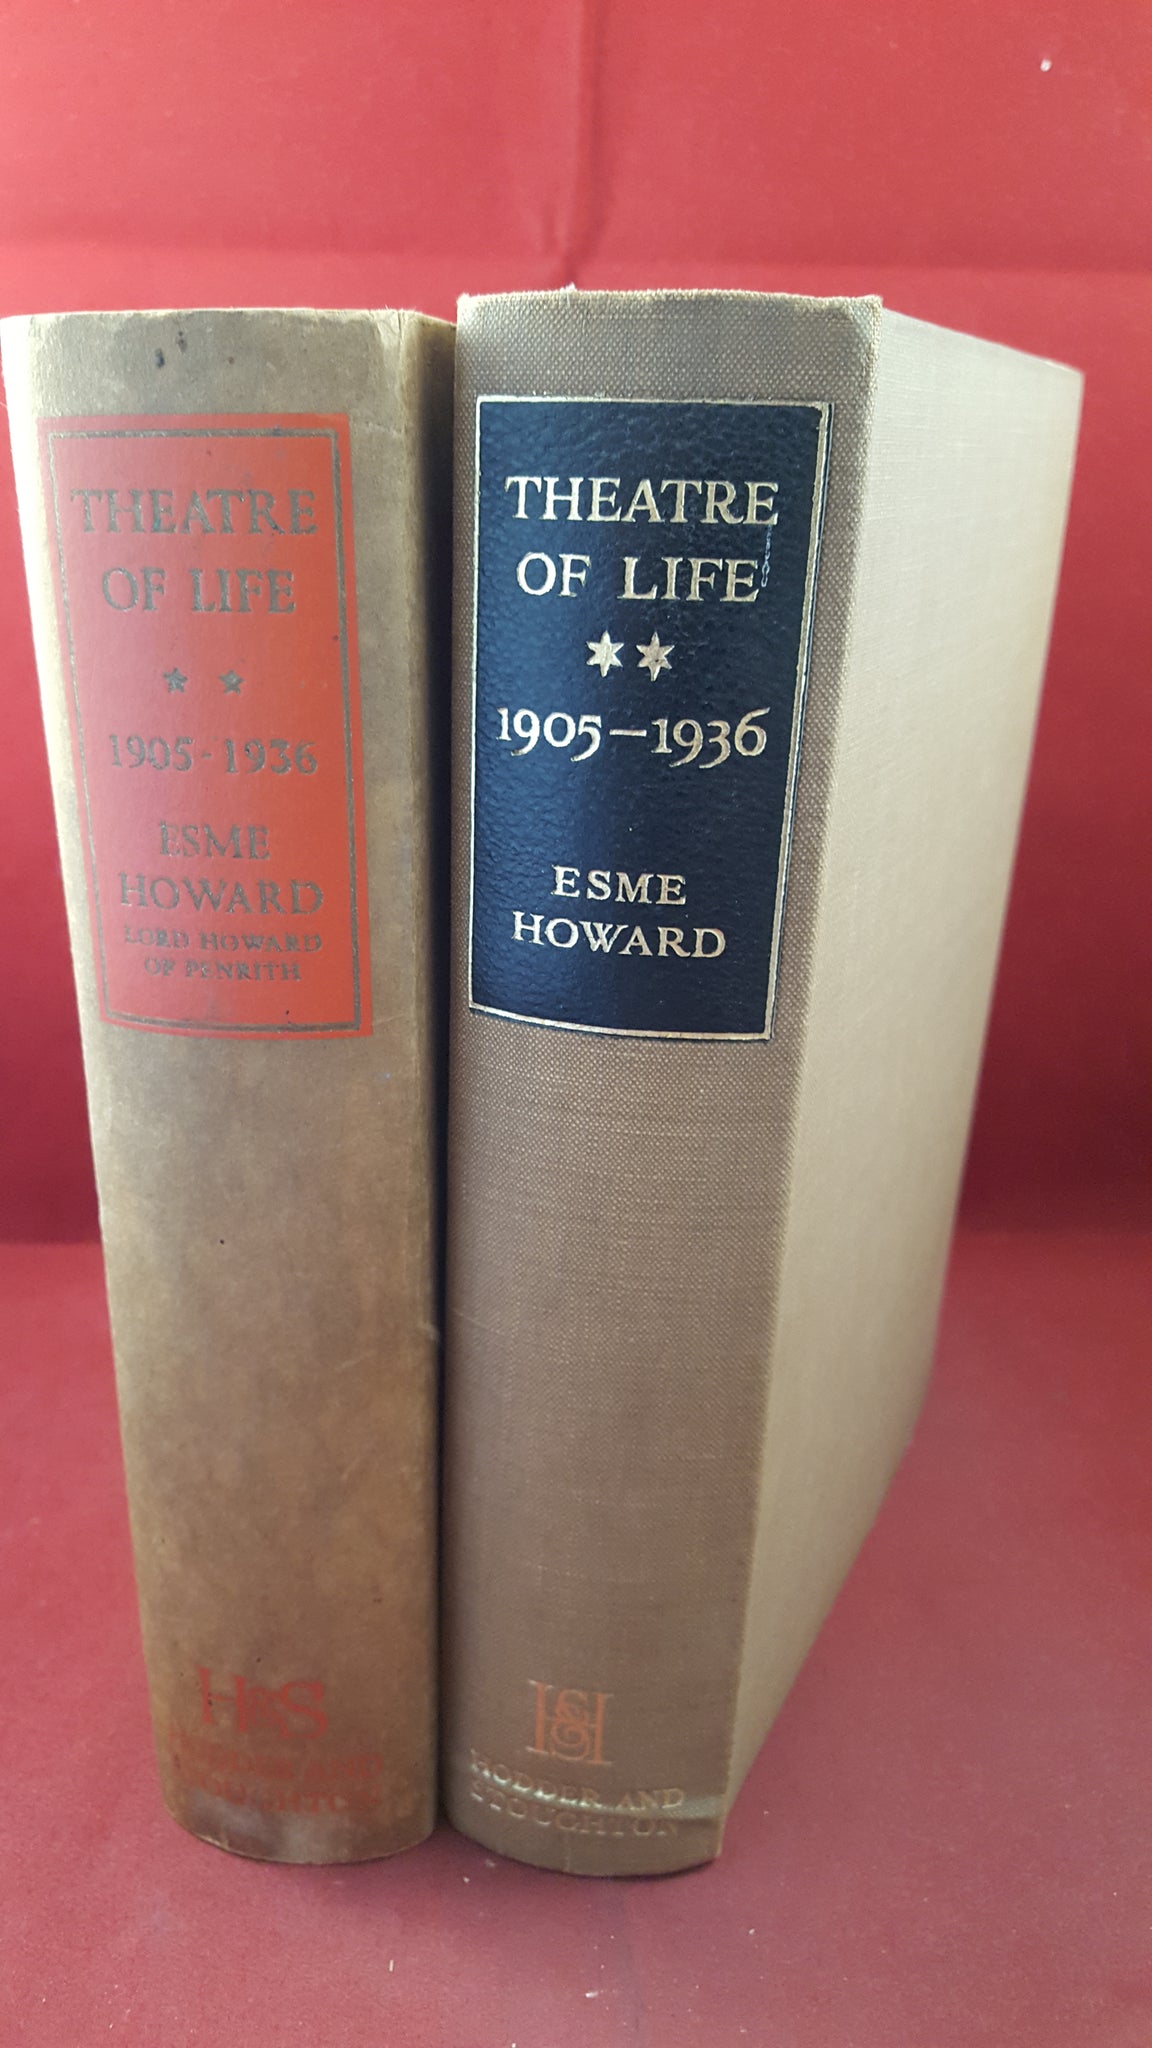 THEATRE
OF LIFE
★ ★
1905-1936
ESME
HOWARD
LORD HOWARD
OF PENRITH
H&S
HODDER AND
STOUGHTON
THEATRE
OF LIFE
★★
1905–1936
ESME
HOWARD
H&S
HODDER AND
STOUGHTON